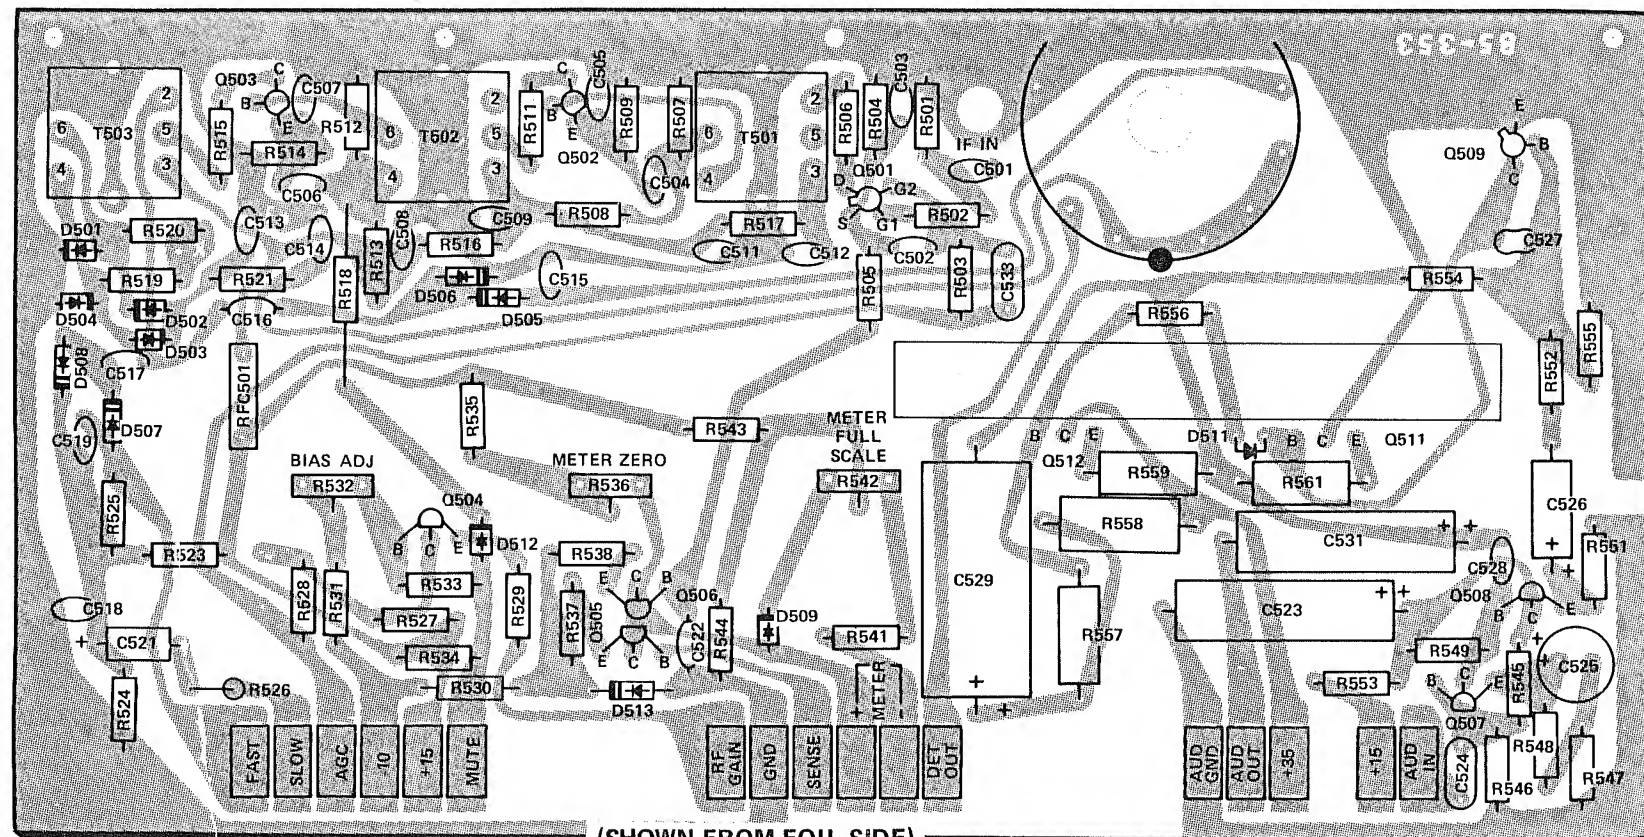 85-353
Q503 C C507 R512 C C505 C503
B E 2 R511 B E R509 R507 2 R506 R504 R501
6 T503 5 R515 6 T502 5 Q502 6 T501 5 IF IN
4 3 R514 4 3 C504 4 3 Q501 C501
E Q509 B C
C506 D G2
D501 R520 C513 C514 R513 C508 C509 R508 R517 S G1 R502
R516 C511 C512 C502 C527
R519 R521 R518 D506 C515 R505 R503 C533 R554
D504 D502 C516 D505 R556
D503 R552 R555
D508 C517 RFC501
C519 D507 R535 R543
METER
FULL
SCALE
B C E D511 B C E Q511
BIAS ADJ METER ZERO Q512
R532 R536 R542 R559 R561
R525 Q504 C529 R558 C526
B C E D512 C531 + +
R523 R538 + + R551
R528 R531 R533 R529 R537 E C B Q506 C528
C518 R527 Q505 C522 R544 D509 R557 C523 + + Q508 B C E
+ C521 R534 E C B R541 R549 + +
R524 R526 R530 D513 + METER - R553 B C E R545 C525
+ + Q507
FAST SLOW AGC -10 +15 MUTE
RF
GAIN
GND SENSE
DET
OUT
AUD
GND
AUD
OUT
+35 +15
AUD
IN
C524 R546 R548 R547
(SHOWN FROM FOIL SIDE)